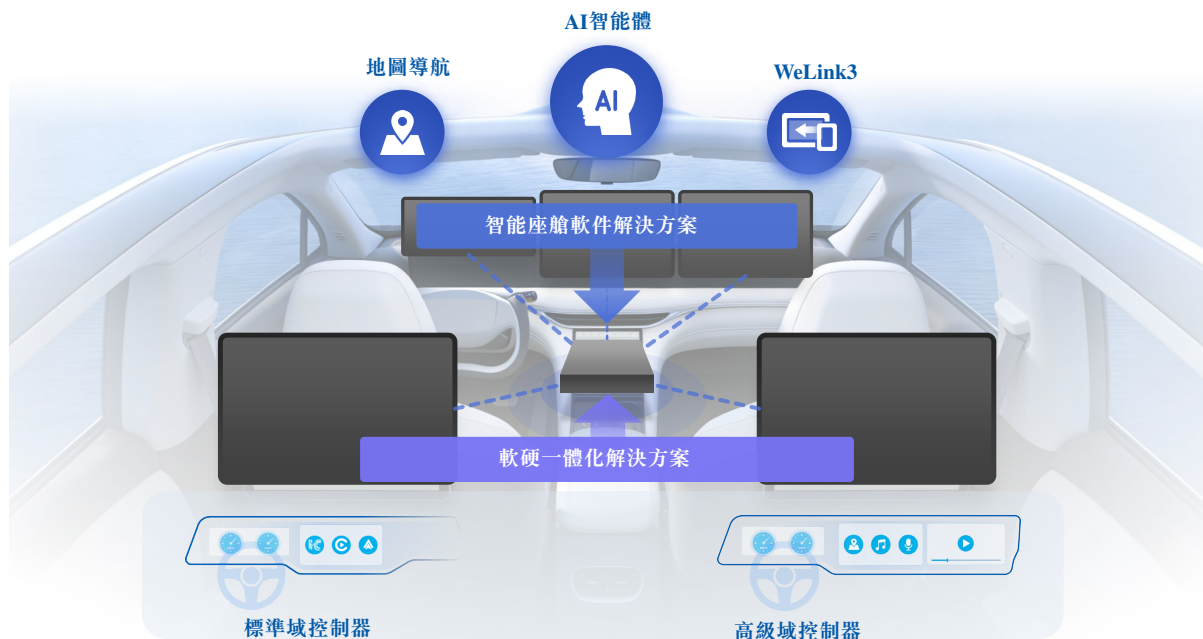 AI智能體
地圖導航
WeLink3
AI
智能座艙軟件解決方案
軟硬一體化解決方案
標準域控制器
高級域控制器